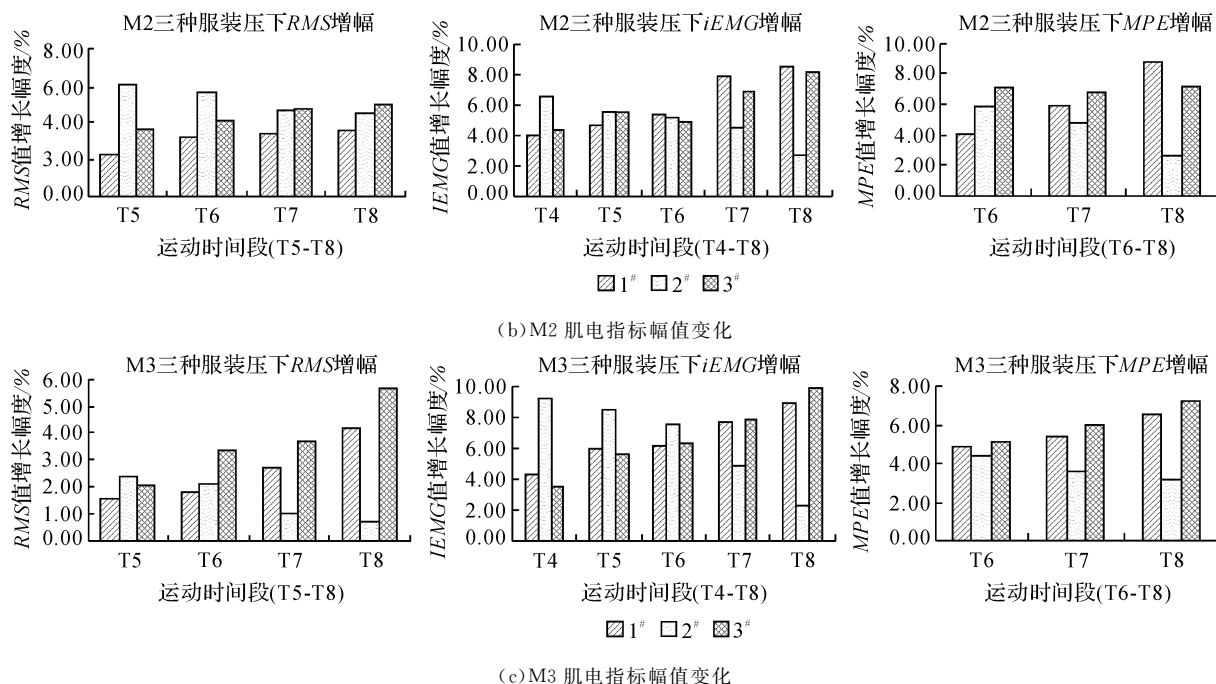 M2三种服装压下RMS增幅
RMS值增长幅度/%
8.00
6.00
4.00
3.00
0.00
T5 T6 T7 T8
运动时间段(T5-T8)
M2三种服装压下iEMG增幅
IEMG值增长幅度/%
10.00
8.00
6.00
4.00
2.00
0.00
T4 T5 T6 T7 T8
运动时间段(T4-T8)
M2三种服装压下MPE增幅
MPE值增长幅度/%
10.00
8.00
6.00
4.00
2.00
0.00
T6 T7 T8
运动时间段(T6-T8)
1# 2# 3#
(b)M2 肌电指标幅值变化
M3三种服装压下RMS增幅
RMS值增长幅度/%
6.00
5.00
4.00
3.00
2.00
1.00
0.00
T5 T6 T7 T8
运动时间段(T5-T8)
M3三种服装压下iEMG增幅
IEMG值增长幅度/%
10.00
8.00
6.00
4.00
2.00
0.00
T4 T5 T6 T7 T8
运动时间段(T4-T8)
M3三种服装压下MPE增幅
MPE值增长幅度/%
8.00
6.00
4.00
2.00
0.00
T6 T7 T8
运动时间段(T6-T8)
1# 2# 3#
(c)M3 肌电指标幅值变化